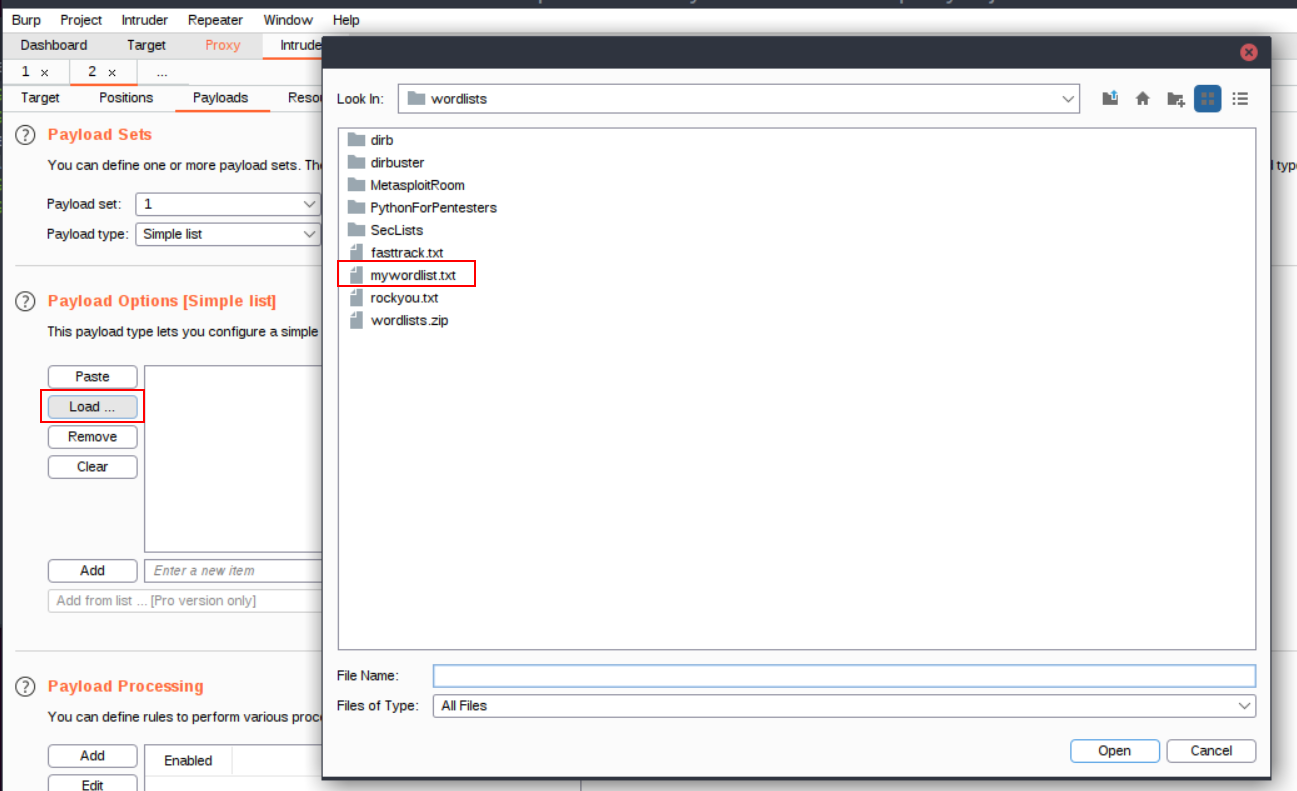 Burp Project Intruder Repeater Window Help
Dashboard Target Proxy Intrude
1 × 2 × ...
Target Positions Payloads Resou
? Payload Sets
You can define one or more payload sets. The
l type
Payload set: 1
Payload type: Simple list
? Payload Options [Simple list]
This payload type lets you configure a simple
Paste
Load ...
Remove
Clear
Add Enter a new item
Add from list ... [Pro version only]
? Payload Processing
You can define rules to perform various proce
Add Enabled
Edit
Look In: wordlists
dirb
dirbuster
MetasploitRoom
PythonForPentesters
SecLists
fasttrack.txt
mywordlist.txt
rockyou.txt
wordlists.zip
File Name:
Files of Type: All Files
Open Cancel